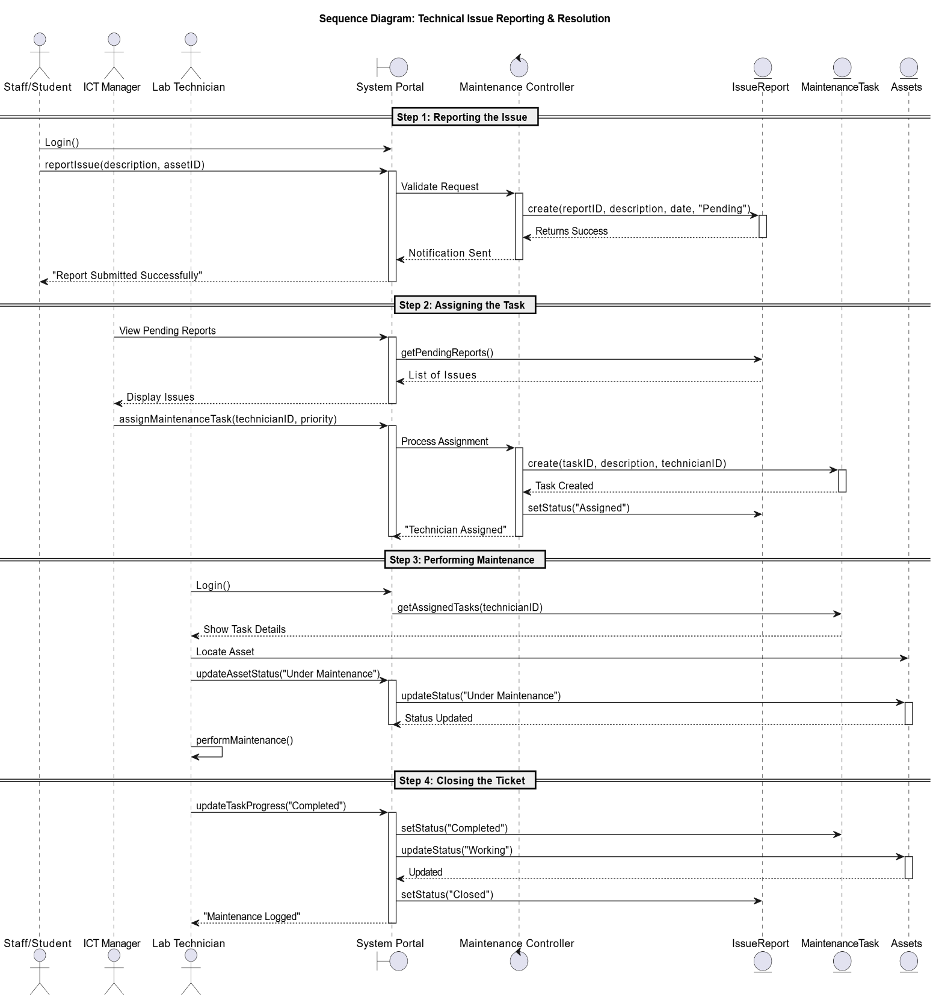 Sequence Diagram: Technical Issue Reporting & Resolution
Staff/Student ICT Manager Lab Technician System Portal Maintenance Controller IssueReport MaintenanceTask Assets
Step 1: Reporting the Issue
Login()
reportIssue(description, assetID)
Validate Request
create(reportID, description, date, "Pending")
Returns Success
Notification Sent
"Report Submitted Successfully"
Step 2: Assigning the Task
View Pending Reports
getPendingReports()
List of Issues
Display Issues
assignMaintenanceTask(technicianID, priority)
Process Assignment
create(taskID, description, technicianID)
Task Created
setStatus("Assigned")
"Technician Assigned"
Step 3: Performing Maintenance
Login()
getAssignedTasks(technicianID)
Show Task Details
Locate Asset
updateAssetStatus("Under Maintenance")
updateStatus("Under Maintenance")
Status Updated
performMaintenance()
Step 4: Closing the Ticket
updateTaskProgress("Completed")
setStatus("Completed")
updateStatus("Working")
Updated
setStatus("Closed")
"Maintenance Logged"
Staff/Student ICT Manager Lab Technician System Portal Maintenance Controller IssueReport MaintenanceTask Assets